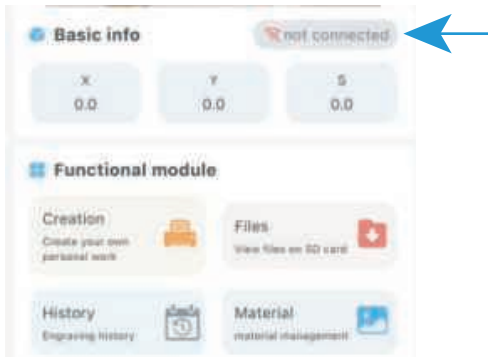 Basic info
not connected
X
Y
S
0.0
0.0
0.0
Functional module
Creation
Create your own
personal work
Files
View files on SD card
History
Engraving history
Material
material management